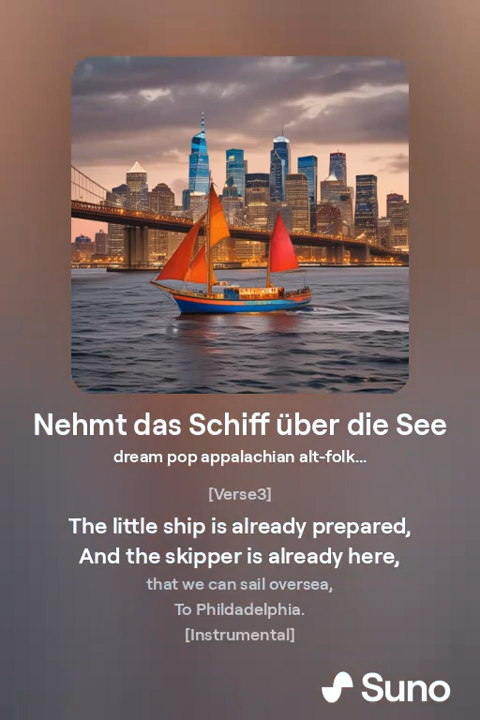 Nehmt das Schiff über die See
dream pop appalachian alt-folk...
[Verse3]
The little ship is already prepared,
And the skipper is already here,
that we can sail oversea,
To Phildadelphia.
[Instrumental]
Suno